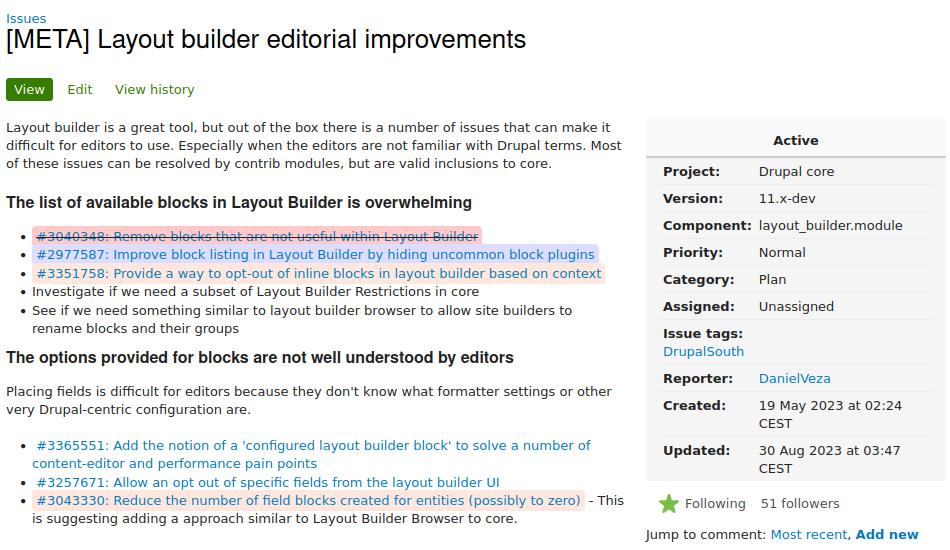 Issues
[META] Layout builder editorial improvements
View Edit View history
Layout builder is a great tool, but out of the box there is a number of issues that can make it
difficult for editors to use. Especially when the editors are not familiar with Drupal terms. Most
of these issues can be resolved by contrib modules, but are valid inclusions to core.
The list of available blocks in Layout Builder is overwhelming
#3040348: Remove blocks that are not useful within Layout Builder
#2977587: Improve block listing in Layout Builder by hiding uncommon block plugins
#3351758: Provide a way to opt-out of inline blocks in layout builder based on context
Investigate if we need a subset of Layout Builder Restrictions in core
See if we need something similar to layout builder browser to allow site builders to
rename blocks and their groups
The options provided for blocks are not well understood by editors
Placing fields is difficult for editors because they don't know what formatter settings or other
very Drupal-centric configuration are.
#3365551: Add the notion of a 'configured layout builder block' to solve a number of
content-editor and performance pain points
#3257671: Allow an opt out of specific fields from the layout builder UI
#3043330: Reduce the number of field blocks created for entities (possibly to zero) - This
is suggesting adding a approach similar to Layout Builder Browser to core.
Active
Project: Drupal core
Version: 11.x-dev
Component: layout_builder.module
Priority: Normal
Category: Plan
Assigned: Unassigned
Issue tags:
DrupalSouth
Reporter: DanielVeza
Created: 19 May 2023 at 02:24
CEST
Updated: 30 Aug 2023 at 03:47
CEST
Following 51 followers
Jump to comment: Most recent, Add new